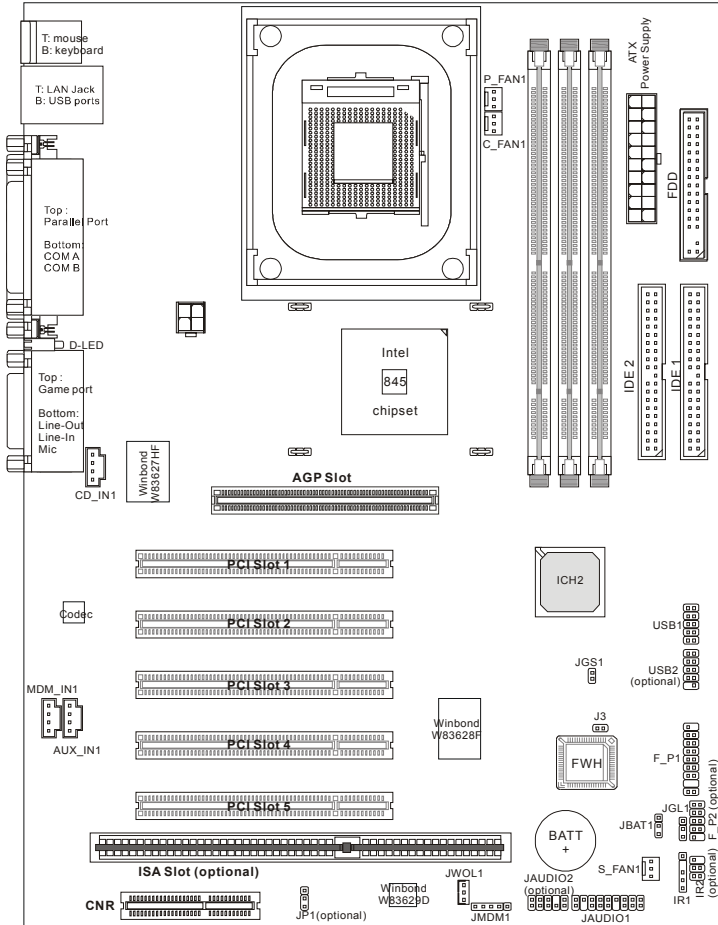 T: mouse
B: keyboard
T: LAN Jack
B: USB ports
Top :
Parallel Port
Bottom:
COM A
COM B
D-LED
Top :
Game port
Bottom:
Line-Out
Line-In
Mic
CD_IN1
Winbond
W83627HF
P_FAN1
C_FAN1
ATX
Power Supply
FDD
IDE 2
IDE 1
Intel
845
chipset
AGP Slot
PCI Slot 1
PCI Slot 2
PCI Slot 3
PCI Slot 4
PCI Slot 5
ICH2
Codec
USB1
USB2
(optional)
JGS1
MDM_IN1
AUX_IN1
Winbond
W83628F
J3
FWH
F_P1
JGL1
F_P2 (optional)
JBAT1
BATT
+
ISA Slot (optional)
S_FAN1
IR1
IR2
(optional)
JWOL1
JAUDIO2
(optional)
JAUDIO1
JMDM1
Winbond
W83629D
JP1(optional)
CNR